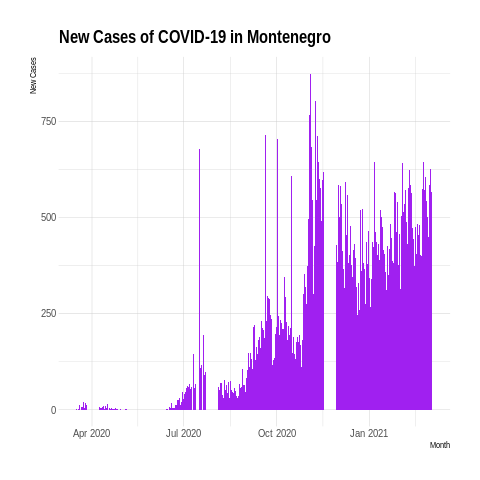 New Cases of COVID-19 in Montenegro
New Cases
750
500
250
0
Apr 2020 Jul 2020 Oct 2020 Jan 2021
Month